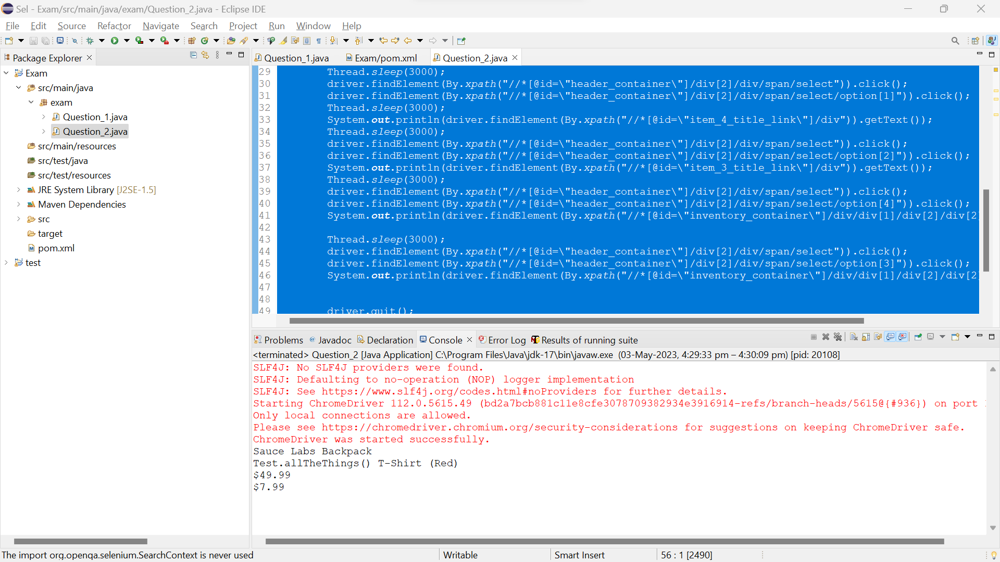 Sel - Exam/src/main/java/exam/Question_2.java - Eclipse IDE
File Edit Source Refactor Navigate Search Project Run Window Help
Package Explorer
Question_1.java Exam/pom.xml Question_2.java
Exam
src/main/java
exam
Question_1.java
Question_2.java
src/main/resources
src/test/java
src/test/resources
JRE System Library [J2SE-1.5]
Maven Dependencies
src
target
pom.xml
test
29 Thread.sleep(3000);
30 driver.findElement(By.xpath("//*[@id=\"header_container\"]/div[2]/div/span/select")).click();
31 driver.findElement(By.xpath("//*[@id=\"header_container\"]/div[2]/div/span/select/option[1]")).click();
32 Thread.sleep(3000);
33 System.out.println(driver.findElement(By.xpath("//*[@id=\"item_4_title_link\"]/div")).getText());
34 Thread.sleep(3000);
35 driver.findElement(By.xpath("//*[@id=\"header_container\"]/div[2]/div/span/select")).click();
36 driver.findElement(By.xpath("//*[@id=\"header_container\"]/div[2]/div/span/select/option[2]")).click();
37 System.out.println(driver.findElement(By.xpath("//*[@id=\"item_3_title_link\"]/div")).getText());
38 Thread.sleep(3000);
39 driver.findElement(By.xpath("//*[@id=\"header_container\"]/div[2]/div/span/select")).click();
40 driver.findElement(By.xpath("//*[@id=\"header_container\"]/div[2]/div/span/select/option[4]")).click();
41 System.out.println(driver.findElement(By.xpath("//*[@id=\"inventory_container\"]/div/div[1]/div[2]/div[2]
42
43 Thread.sleep(3000);
44 driver.findElement(By.xpath("//*[@id=\"header_container\"]/div[2]/div/span/select")).click();
45 driver.findElement(By.xpath("//*[@id=\"header_container\"]/div[2]/div/span/select/option[3]")).click();
46 System.out.println(driver.findElement(By.xpath("//*[@id=\"inventory_container\"]/div/div[1]/div[2]/div[2]
47
48
49 driver.quit();
Problems Javadoc Declaration Console Error Log Results of running suite
<terminated> Question_2 [Java Application] C:\Program Files\Java\jdk-17\bin\javaw.exe (03-May-2023, 4:29:33 pm – 4:30:09 pm) [pid: 20108]
SLF4J: No SLF4J providers were found.
SLF4J: Defaulting to no-operation (NOP) logger implementation
SLF4J: See https://www.slf4j.org/codes.html#noProviders for further details.
Starting ChromeDriver 112.0.5615.49 (bd2a7bcb881c11e8cfe3078709382934e3916914-refs/branch-heads/5615@{#936}) on port
Only local connections are allowed.
Please see https://chromedriver.chromium.org/security-considerations for suggestions on keeping ChromeDriver safe.
ChromeDriver was started successfully.
Sauce Labs Backpack
Test.allTheThings() T-Shirt (Red)
$49.99
$7.99
The import org.openqa.selenium.SearchContext is never used
Writable
Smart Insert
56 : 1 [2490]